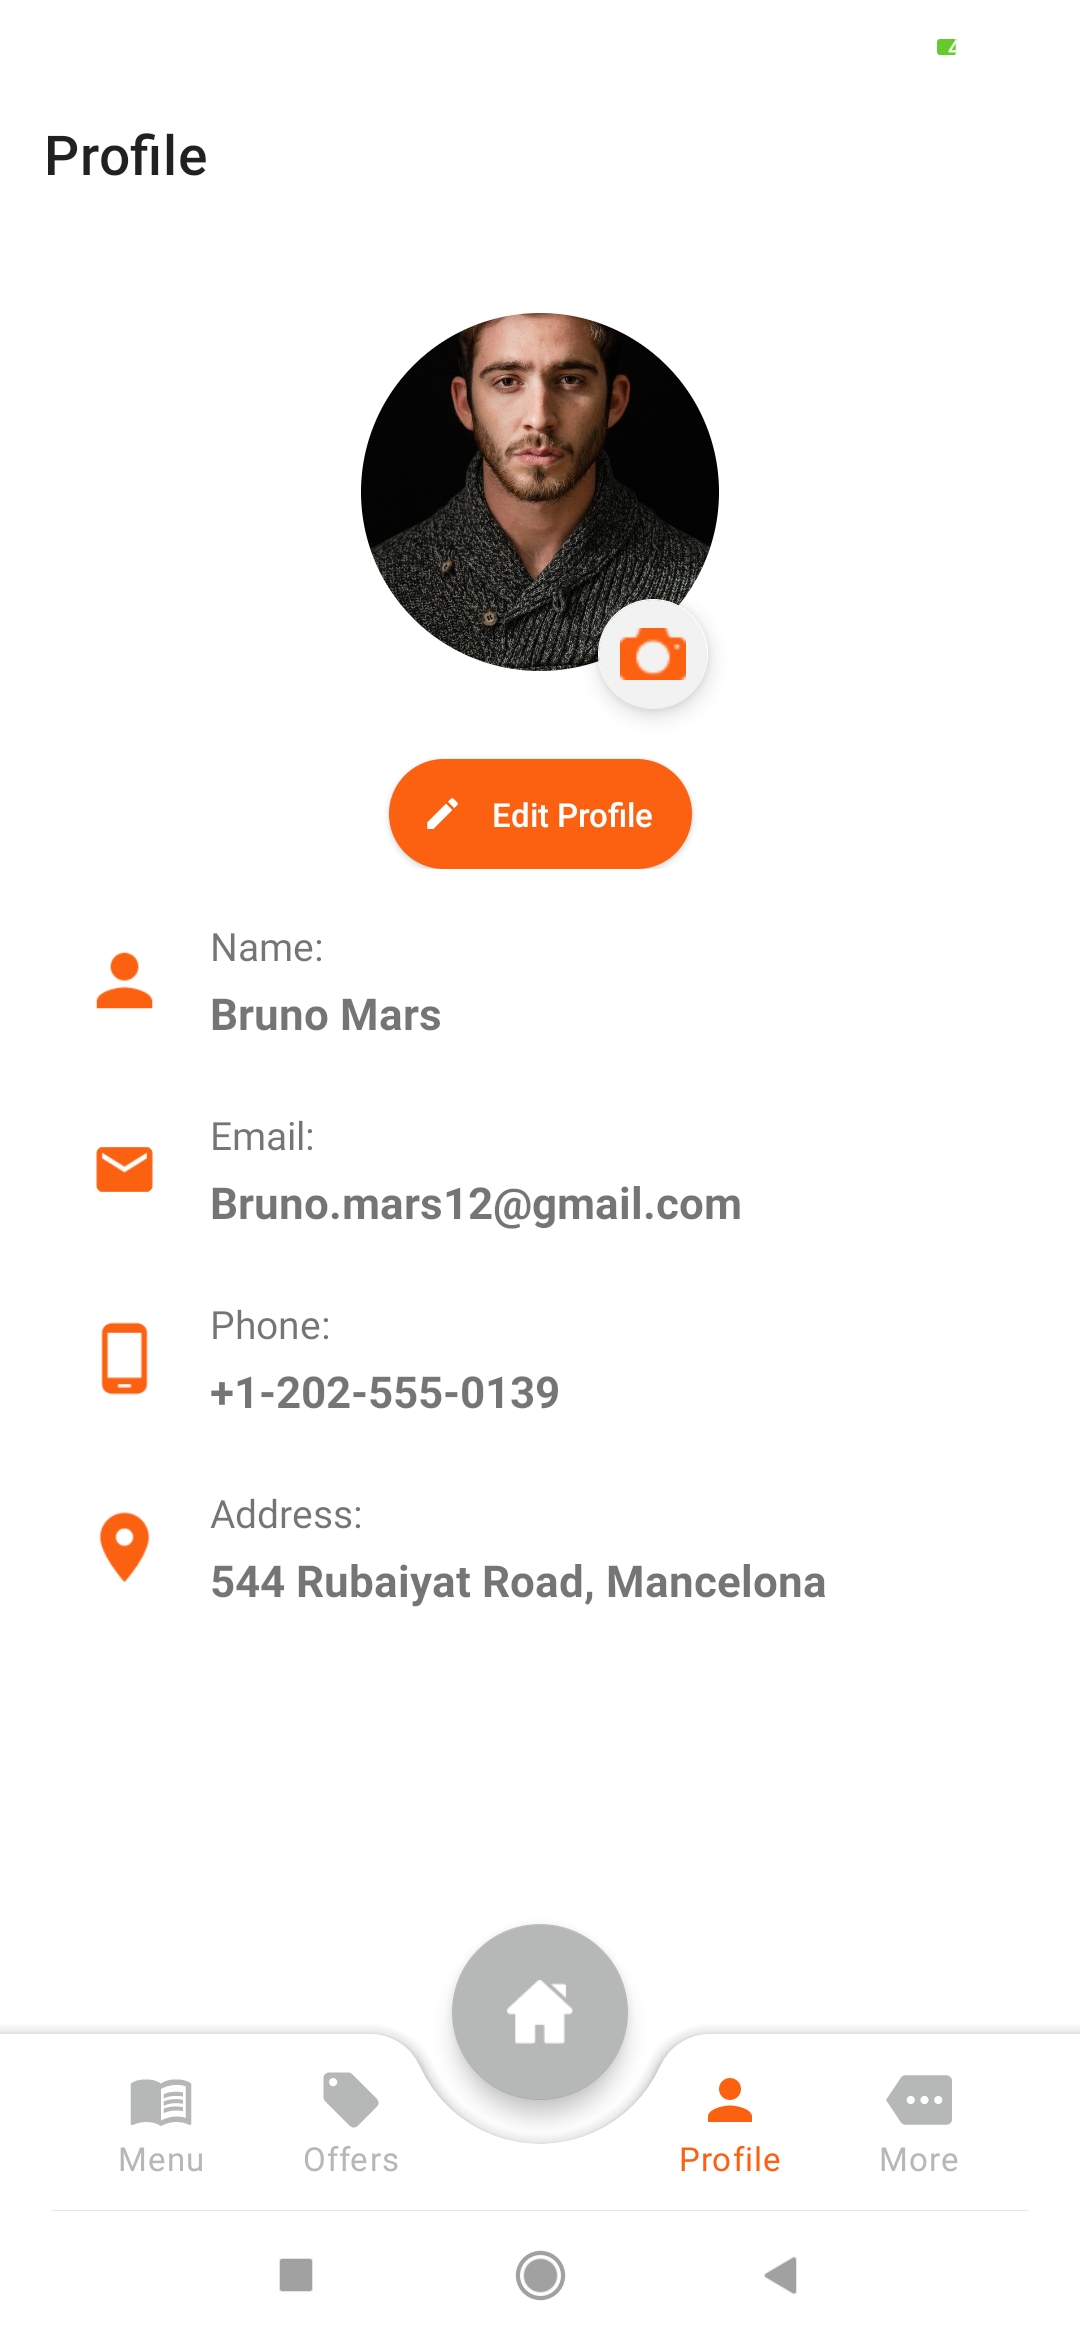 Profile
Edit Profile
Name:
Bruno Mars
Email:
Bruno.mars12@gmail.com
Phone:
+1-202-555-0139
Address:
544 Rubaiyat Road, Mancelona
Menu
Offers
Profile
More